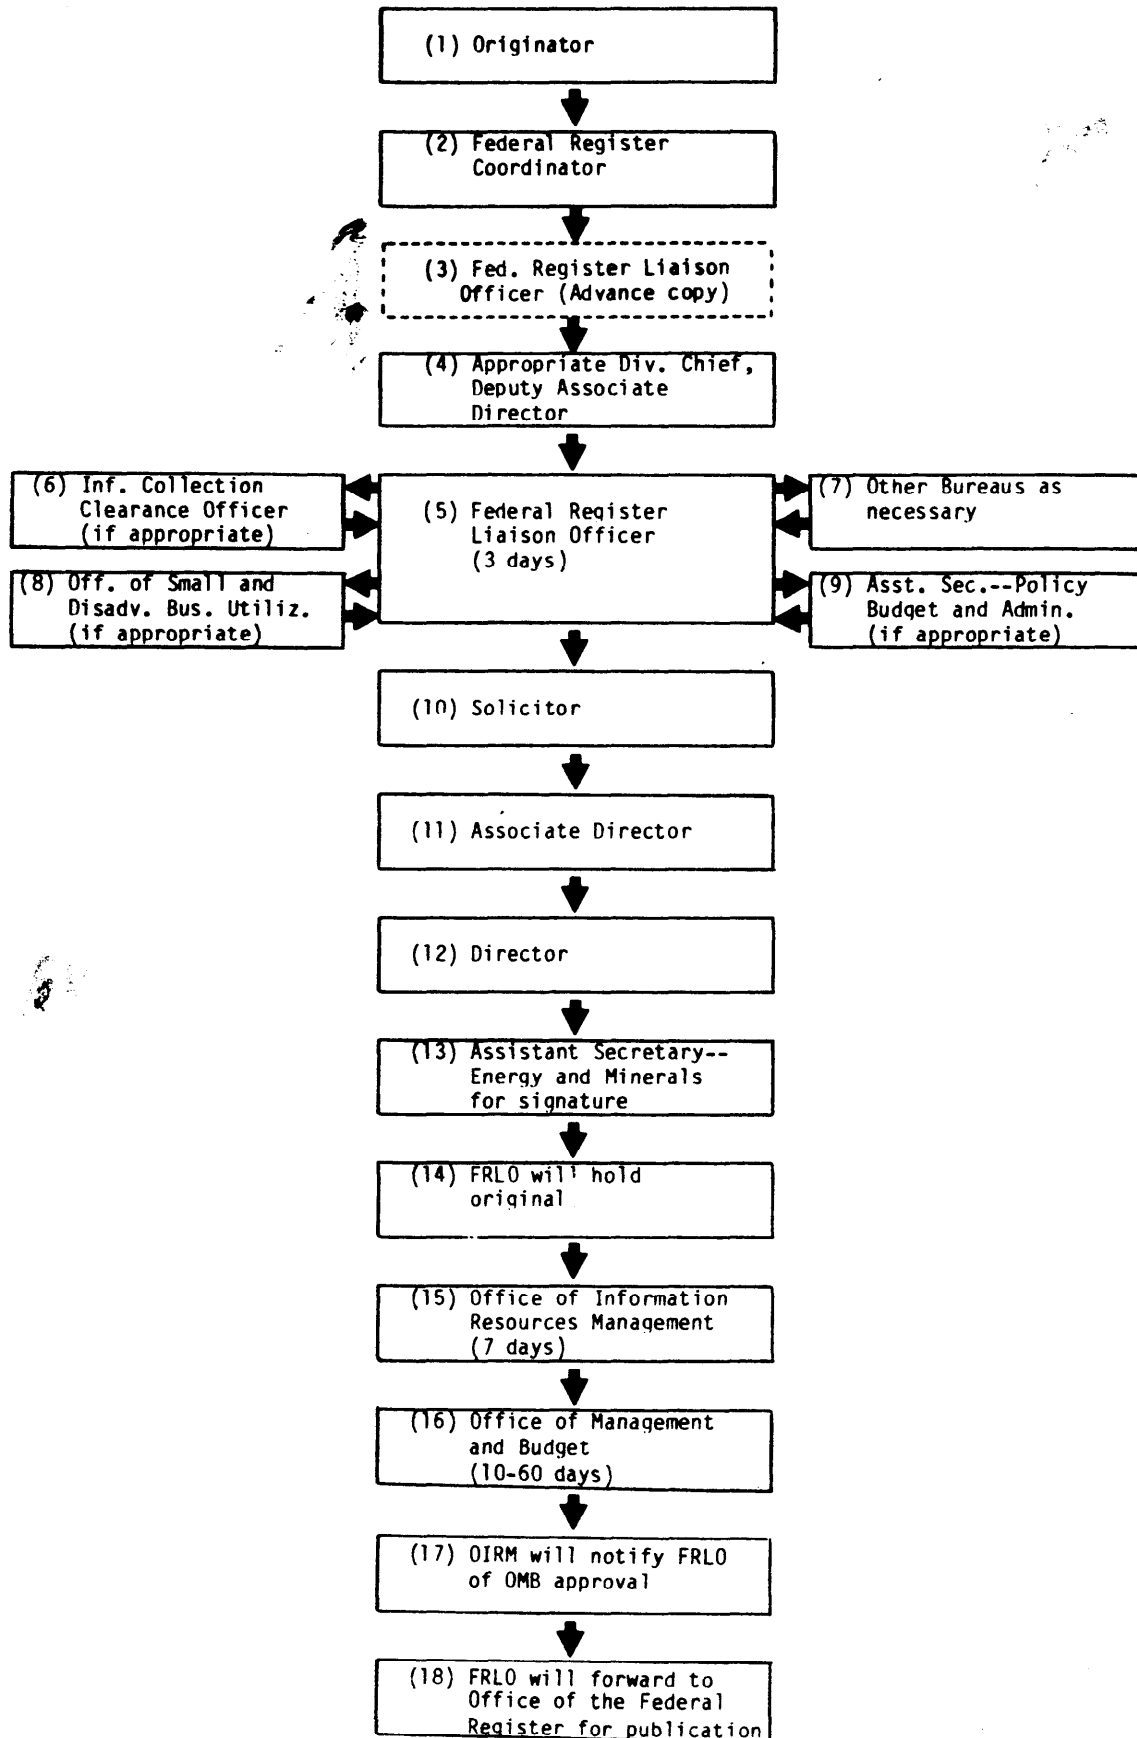 (1) Originator
(2) Federal Register
Coordinator
(3) Fed. Register Liaison
Officer (Advance copy)
(4) Appropriate Div. Chief,
Deputy Associate
Director
(5) Federal Register
Liaison Officer
(3 days)
(6) Inf. Collection
Clearance Officer
(if appropriate)
(7) Other Bureaus as
necessary
(8) Off. of Small and
Disadv. Bus. Utiliz.
(if appropriate)
(9) Asst. Sec.--Policy
Budget and Admin.
(if appropriate)
(10) Solicitor
(11) Associate Director
(12) Director
(13) Assistant Secretary--
Energy and Minerals
for signature
(14) FRLO will hold
original
(15) Office of Information
Resources Management
(7 days)
(16) Office of Management
and Budget
(10-60 days)
(17) OIRM will notify FRLO
of OMB approval
(18) FRLO will forward to
Office of the Federal
Register for publication